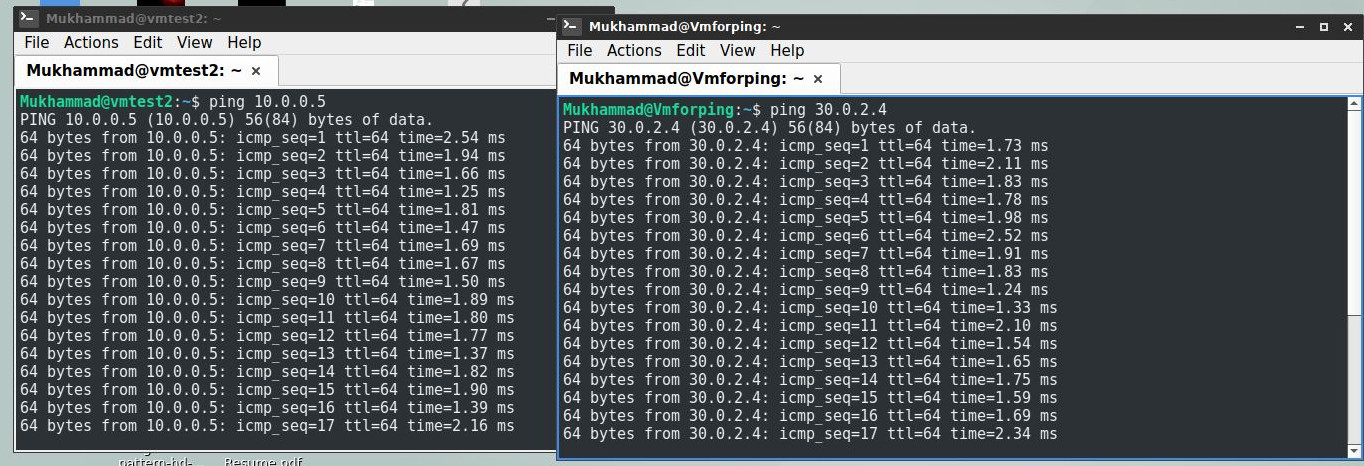 Mukhammad@vmtest2: ~
File Actions Edit View Help
Mukhammad@vmtest2: ~ ×
Mukhammad@vmtest2:~$ ping 10.0.0.5
PING 10.0.0.5 (10.0.0.5) 56(84) bytes of data.
64 bytes from 10.0.0.5: icmp_seq=1 ttl=64 time=2.54 ms
64 bytes from 10.0.0.5: icmp_seq=2 ttl=64 time=1.94 ms
64 bytes from 10.0.0.5: icmp_seq=3 ttl=64 time=1.66 ms
64 bytes from 10.0.0.5: icmp_seq=4 ttl=64 time=1.25 ms
64 bytes from 10.0.0.5: icmp_seq=5 ttl=64 time=1.81 ms
64 bytes from 10.0.0.5: icmp_seq=6 ttl=64 time=1.47 ms
64 bytes from 10.0.0.5: icmp_seq=7 ttl=64 time=1.69 ms
64 bytes from 10.0.0.5: icmp_seq=8 ttl=64 time=1.67 ms
64 bytes from 10.0.0.5: icmp_seq=9 ttl=64 time=1.50 ms
64 bytes from 10.0.0.5: icmp_seq=10 ttl=64 time=1.89 ms
64 bytes from 10.0.0.5: icmp_seq=11 ttl=64 time=1.80 ms
64 bytes from 10.0.0.5: icmp_seq=12 ttl=64 time=1.77 ms
64 bytes from 10.0.0.5: icmp_seq=13 ttl=64 time=1.37 ms
64 bytes from 10.0.0.5: icmp_seq=14 ttl=64 time=1.82 ms
64 bytes from 10.0.0.5: icmp_seq=15 ttl=64 time=1.90 ms
64 bytes from 10.0.0.5: icmp_seq=16 ttl=64 time=1.39 ms
64 bytes from 10.0.0.5: icmp_seq=17 ttl=64 time=2.16 ms
Mukhammad@Vmforping: ~
File Actions Edit View Help
Mukhammad@Vmforping: ~ ×
Mukhammad@Vmforping:~$ ping 30.0.2.4
PING 30.0.2.4 (30.0.2.4) 56(84) bytes of data.
64 bytes from 30.0.2.4: icmp_seq=1 ttl=64 time=1.73 ms
64 bytes from 30.0.2.4: icmp_seq=2 ttl=64 time=2.11 ms
64 bytes from 30.0.2.4: icmp_seq=3 ttl=64 time=1.83 ms
64 bytes from 30.0.2.4: icmp_seq=4 ttl=64 time=1.78 ms
64 bytes from 30.0.2.4: icmp_seq=5 ttl=64 time=1.98 ms
64 bytes from 30.0.2.4: icmp_seq=6 ttl=64 time=2.52 ms
64 bytes from 30.0.2.4: icmp_seq=7 ttl=64 time=1.91 ms
64 bytes from 30.0.2.4: icmp_seq=8 ttl=64 time=1.83 ms
64 bytes from 30.0.2.4: icmp_seq=9 ttl=64 time=1.24 ms
64 bytes from 30.0.2.4: icmp_seq=10 ttl=64 time=1.33 ms
64 bytes from 30.0.2.4: icmp_seq=11 ttl=64 time=2.10 ms
64 bytes from 30.0.2.4: icmp_seq=12 ttl=64 time=1.54 ms
64 bytes from 30.0.2.4: icmp_seq=13 ttl=64 time=1.65 ms
64 bytes from 30.0.2.4: icmp_seq=14 ttl=64 time=1.75 ms
64 bytes from 30.0.2.4: icmp_seq=15 ttl=64 time=1.59 ms
64 bytes from 30.0.2.4: icmp_seq=16 ttl=64 time=1.69 ms
64 bytes from 30.0.2.4: icmp_seq=17 ttl=64 time=2.34 ms
pattern-hd-
Resume.pdf